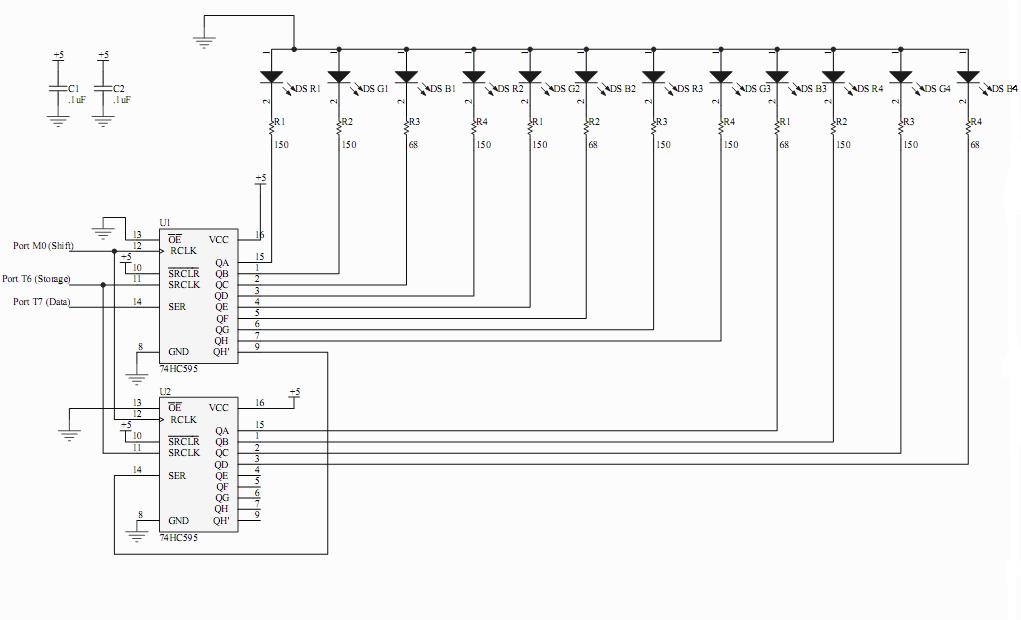 +5 +5
C1 C2
.1uF .1uF
1 1 1 1 1 1 1 1 1 1 1 1
DS R1 DS G1 DS B1 DS R2 DS G2 DS B2 DS R3 DS G3 DS B3 DS R4 DS G4 DS B4
2 2 2 2 2 2 2 2 2 2 2 2
R1 R2 R3 R4 R1 R2 R3 R4 R1 R2 R3 R4
150 150 68 150 150 68 150 150 68 150 150 68
+5
U1
13 OE VCC 16
Port M0 (Shift) 12 RCLK
+5 QA 15
10 SRCLR QB 1
Port T6 (Storage) 11 SRCLK QC 2
QD 3
Port T7 (Data) 14 SER QE 4
QF 5
QG 6
QH 7
8 GND QH' 9
74HC595
U2 +5
13 OE VCC 16
12 RCLK
+5 QA 15
10 SRCLR QB 1
11 SRCLK QC 2
QD 3
14 SER QE 4
QF 5
QG 6
QH 7
8 GND QH' 9
74HC595